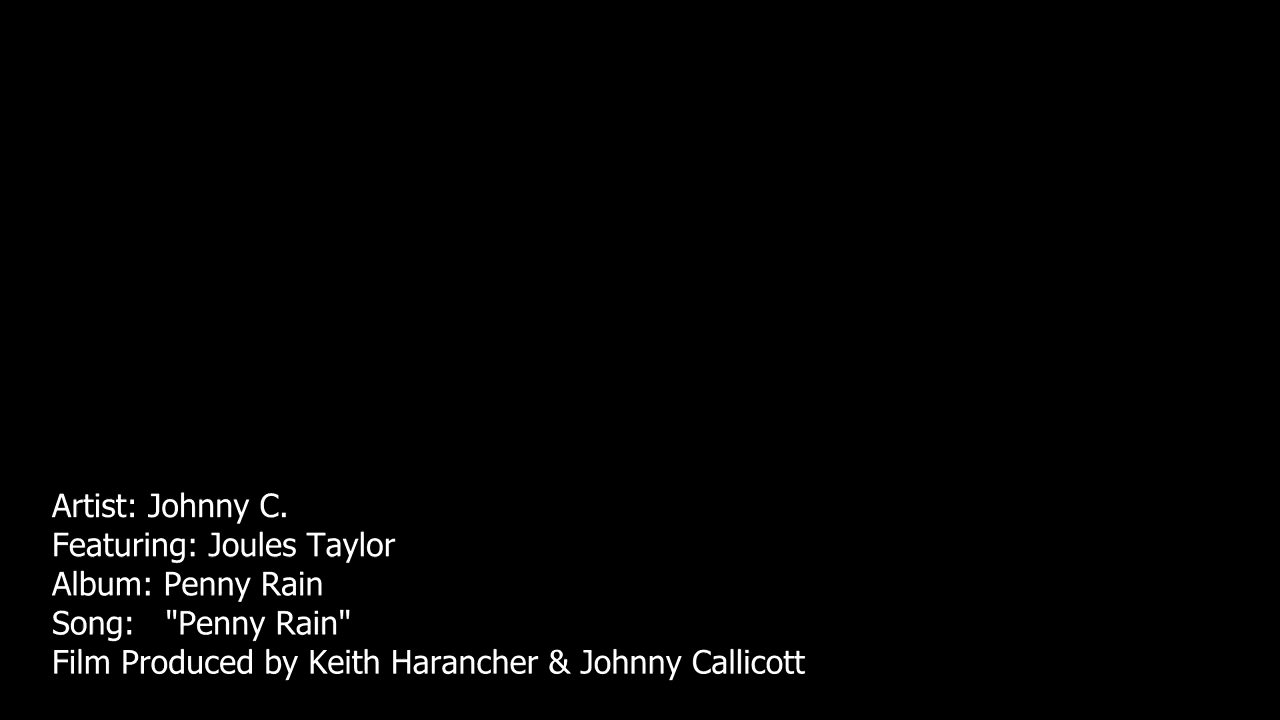 Artist: Johnny C.
Featuring: Joules Taylor
Album: Penny Rain
Song:   "Penny Rain"
Film Produced by Keith Harancher & Johnny Callicott